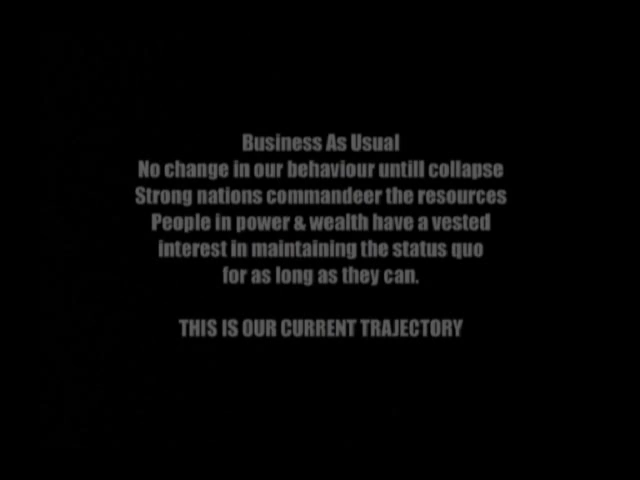 Business As Usual
No change in our behaviour untill collapse
Strong nations commandeer the resources
People in power & wealth have a vested
interest in maintaining the status quo
for as long as they can.
THIS IS OUR CURRENT TRAJECTORY